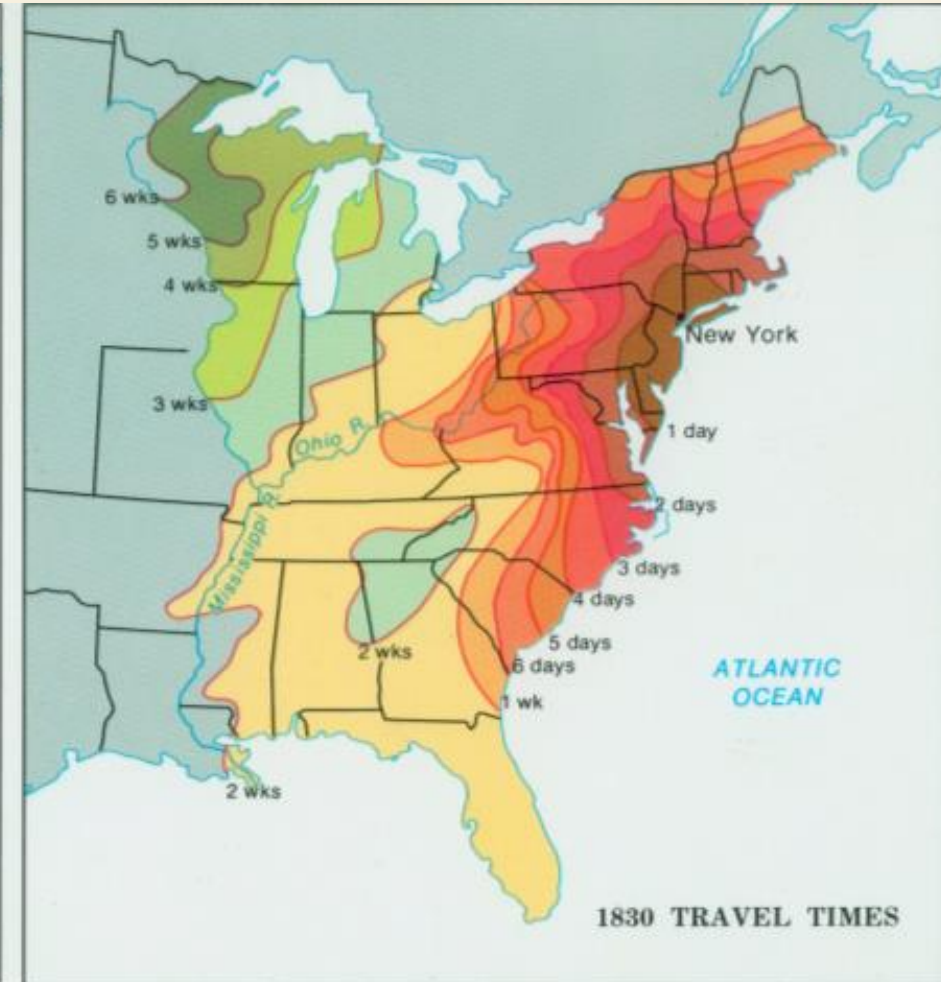 6 wks
5 wks
4 wks
3 wks
New York
Ohio R.
Mississippi R.
1 day
2 days
3 days
4 days
5 days
6 days
1 wk
2 wks
2 wks
ATLANTIC
OCEAN
1830 TRAVEL TIMES